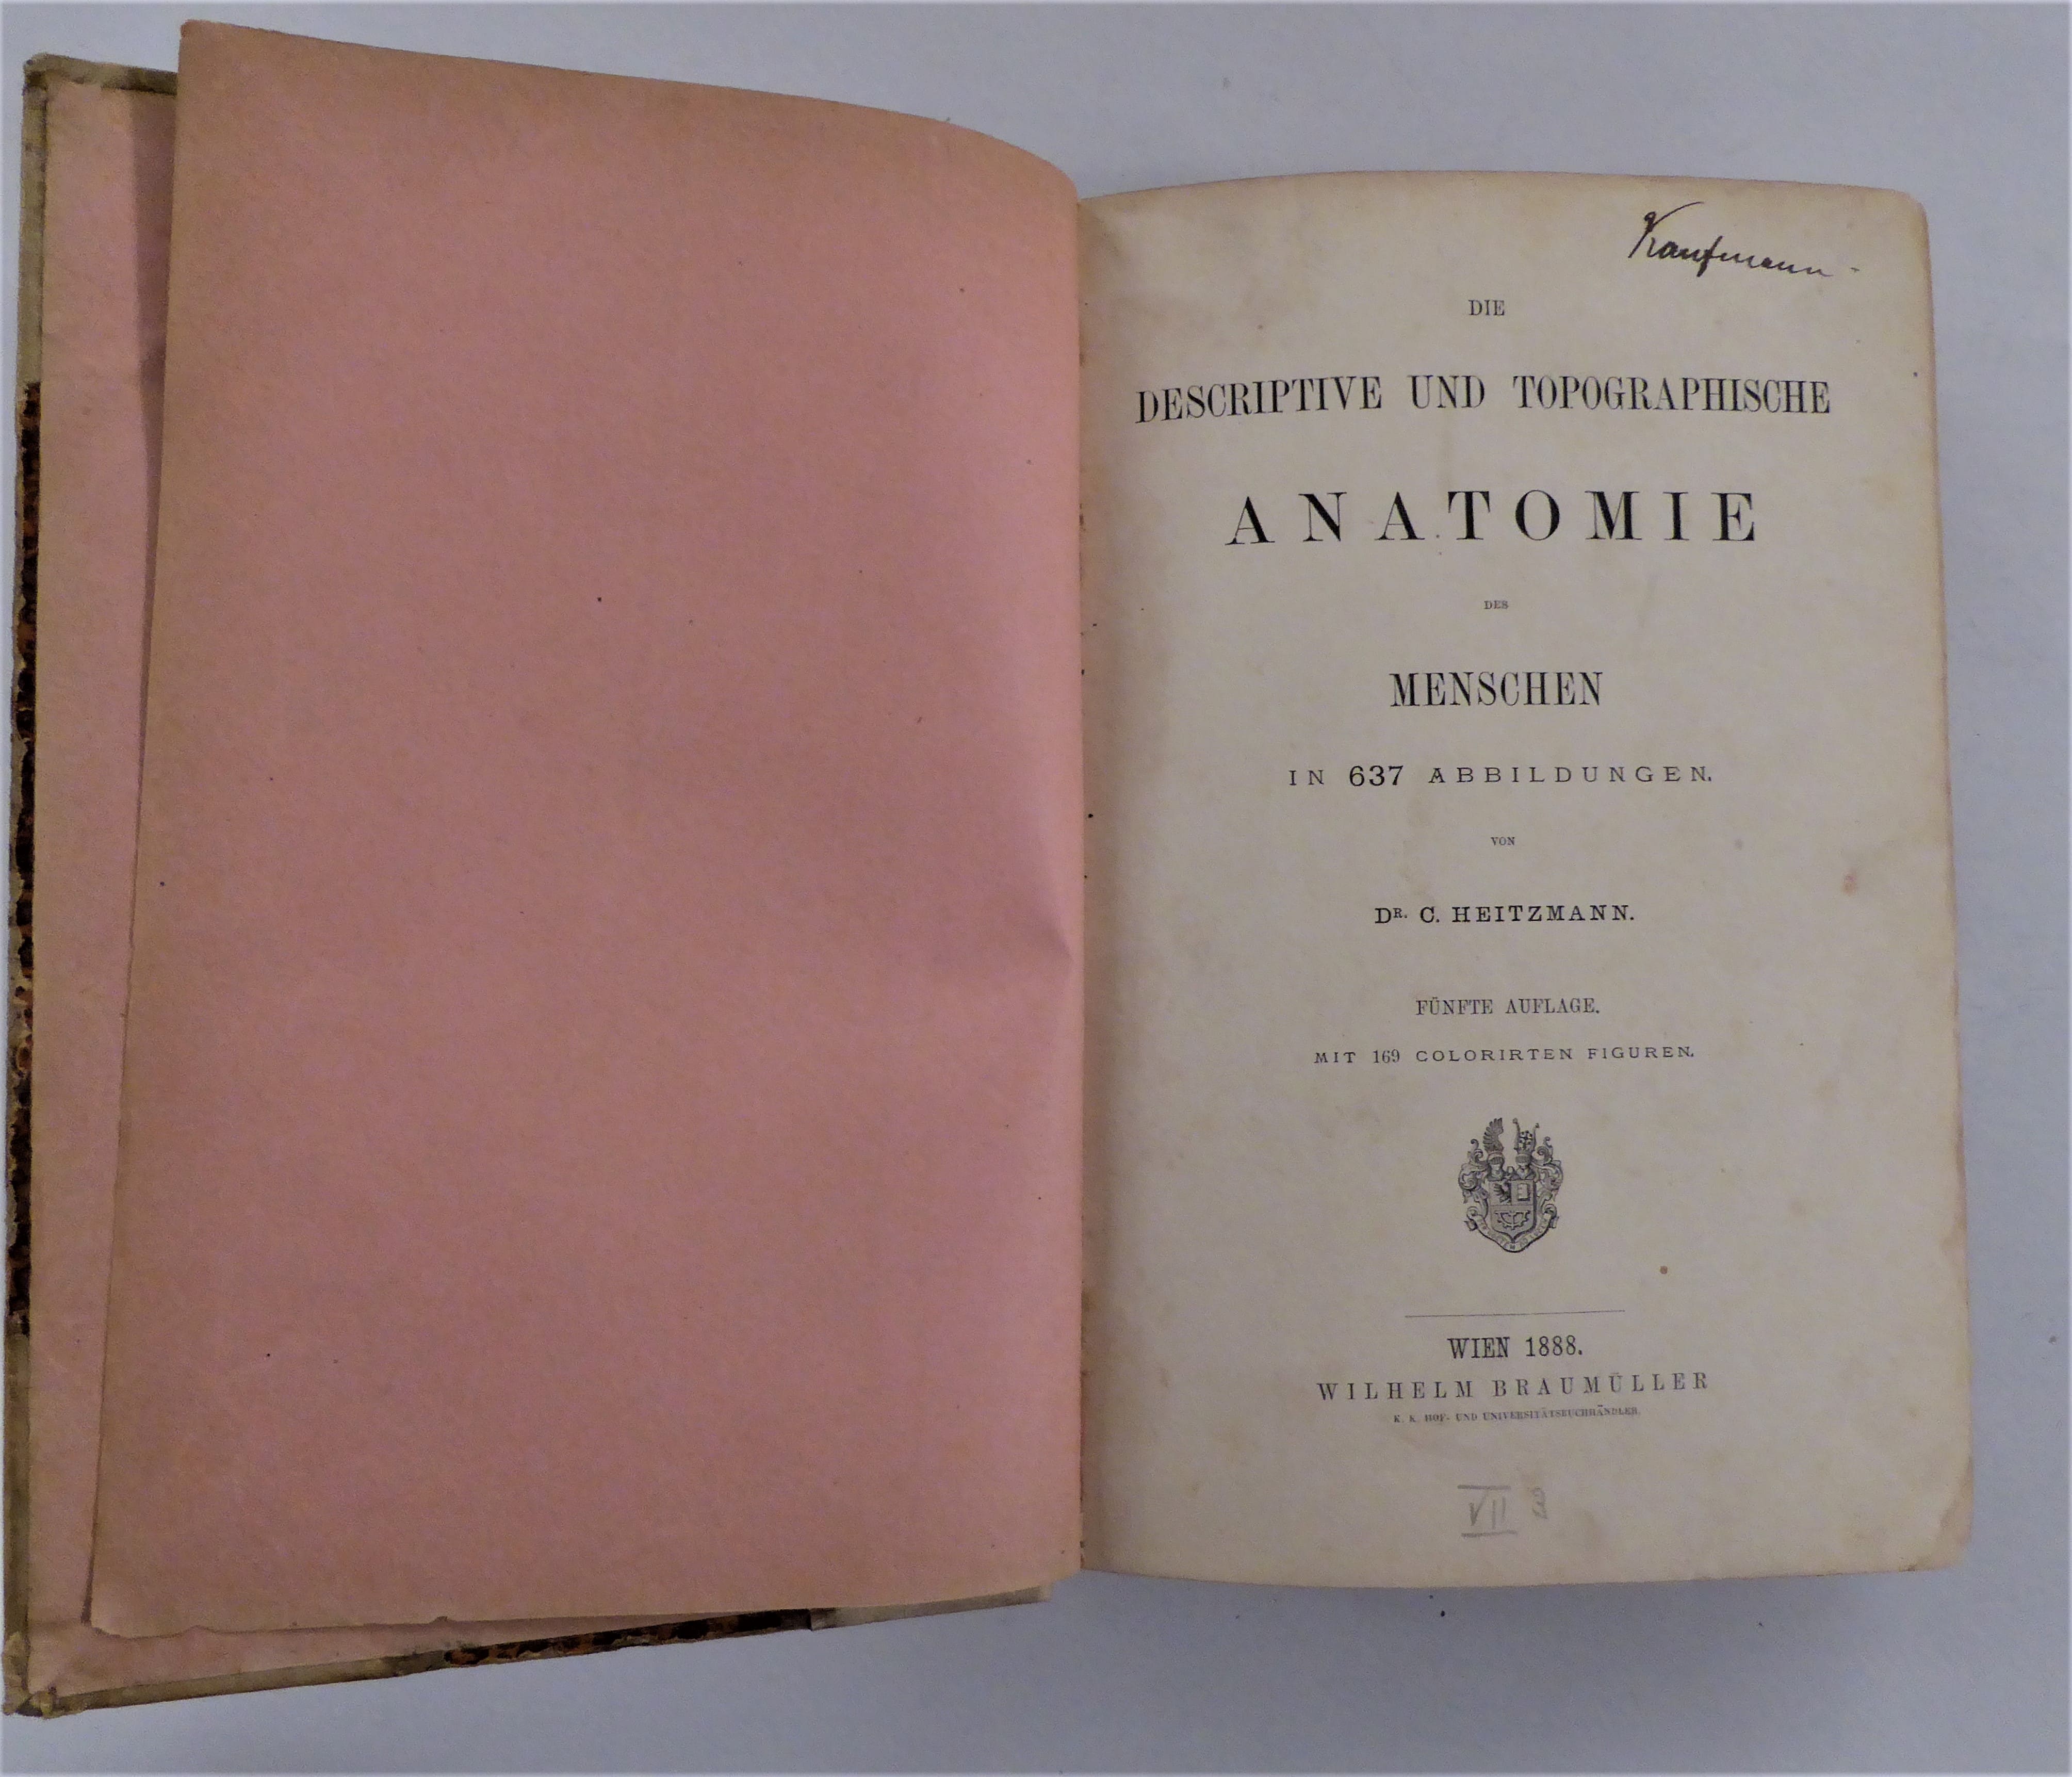 Kaufmann
DIE
DESCRIPTIVE UND TOPOGRAPHISCHE
ANATOMIE
DES
MENSCHEN
IN 637 ABBILDUNGEN.
VON
DR. C. HEITZMANN.
FÜNFTE AUFLAGE.
MIT 169 COLORIRTEN FIGUREN.
WIEN 1888.
WILHELM BRAUMÜLLER
K. K. HOF- UND UNIVERSITÄTSBUCHHÄNDLER.
VII